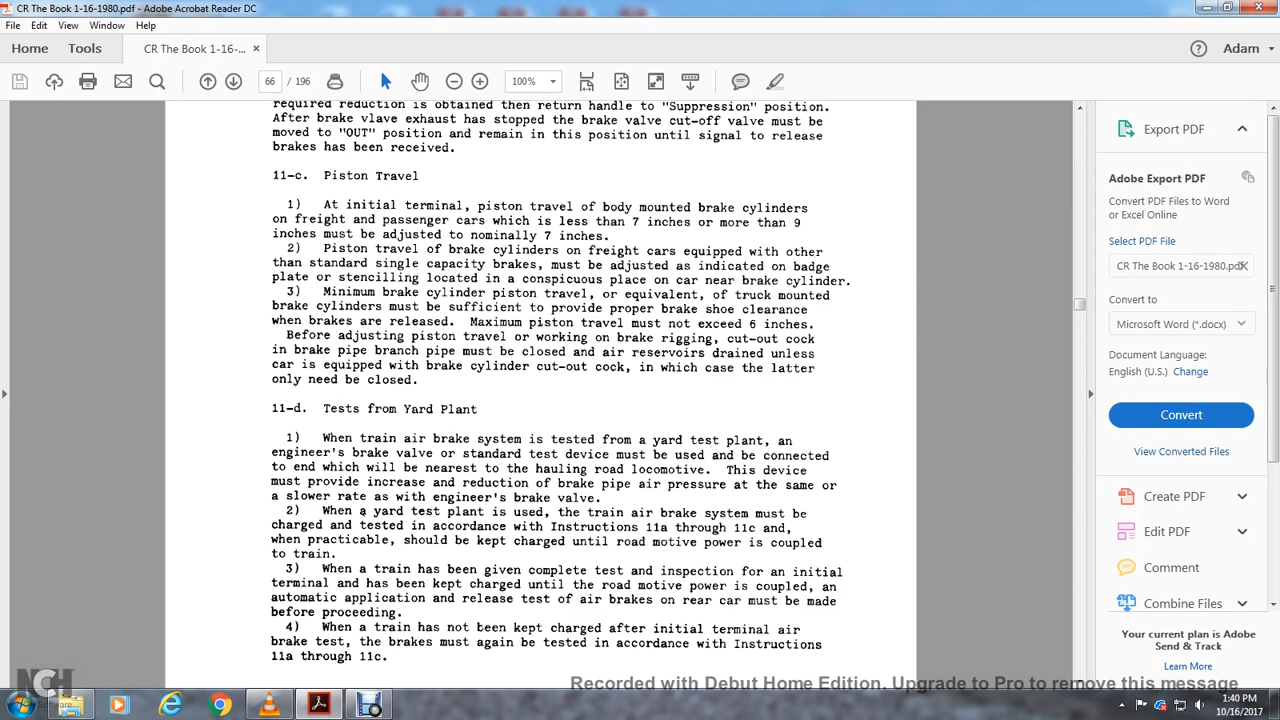 CR The Book 1-16-1980.pdf - Adobe Acrobat Reader DC
File Edit View Window Help
Home Tools CR The Book 1-16-... × Adam
66 / 196 100%
required reduction is obtained then return handle to "Suppression" position.
After brake vlave exhaust has stopped the brake valve cut-off valve must be
moved to "OUT" position and remain in this position until signal to release
brakes has been received.
11-c. Piston Travel
1) At initial terminal, piston travel of body mounted brake cylinders
on freight and passenger cars which is less than 7 inches or more than 9
inches must be adjusted to nominally 7 inches.
2) Piston travel of brake cylinders on freight cars equipped with other
than standard single capacity brakes, must be adjusted as indicated on badge
plate or stencilling located in a conspicuous place on car near brake cylinder.
3) Minimum brake cylinder piston travel, or equivalent, of truck mounted
brake cylinders must be sufficient to provide proper brake shoe clearance
when brakes are released. Maximum piston travel must not exceed 6 inches.
Before adjusting piston travel or working on brake rigging, cut-out cock
in brake pipe branch pipe must be closed and air reservoirs drained unless
car is equipped with brake cylinder cut-out cock, in which case the latter
only need be closed.
11-d. Tests from Yard Plant
1) When train air brake system is tested from a yard test plant, an
engineer's brake valve or standard test device must be used and be connected
to end which will be nearest to the hauling road locomotive. This device
must provide increase and reduction of brake pipe air pressure at the same or
a slower rate as with engineer's brake valve.
2) When a yard test plant is used, the train air brake system must be
charged and tested in accordance with Instructions 11a through 11c and,
when practicable, should be kept charged until road motive power is coupled
to train.
3) When a train has been given complete test and inspection for an initial
terminal and has been kept charged until the road motive power is coupled, an
automatic application and release test of air brakes on rear car must be made
before proceeding.
4) When a train has not been kept charged after initial terminal air
brake test, the brakes must again be tested in accordance with Instructions
11a through 11c.
Export PDF
Adobe Export PDF
Convert PDF Files to Word
or Excel Online
Select PDF File
CR The Book 1-16-1980.pdf
Convert to
Microsoft Word (*.docx)
Document Language:
English (U.S.) Change
Convert
View Converted Files
Create PDF
Edit PDF
Comment
Combine Files
Your current plan is Adobe
Send & Track
Learn More
NCH Software
Recorded with Debut Home Edition. Upgrade to Pro to remove this message
1:40 PM
10/16/2017